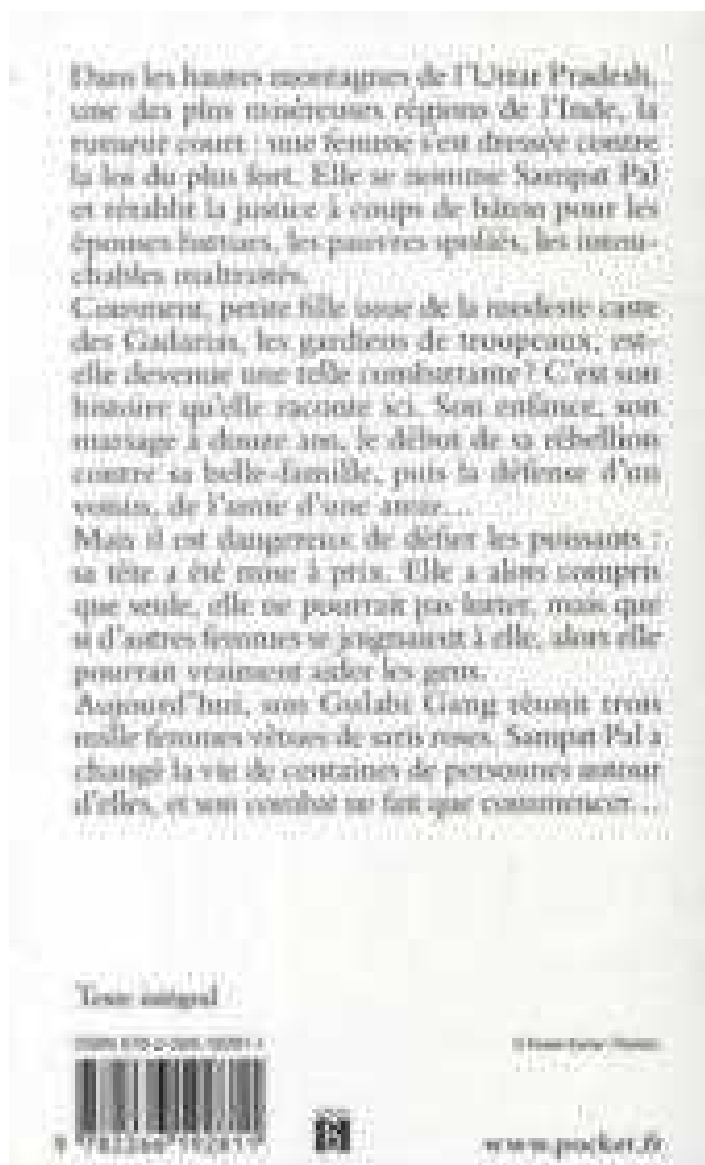 Dans les hautes montagnes de l'Uttar Pradesh,
une des plus miséreuses régions de l'Inde, la
rumeur court : une femme s'est dressée contre
la loi du plus fort. Elle se nomme Sampat Pal
et rétablit la justice à coups de bâton pour les
épouses battues, les pauvres spoliés, les intou-
chables maltraités.
Comment, petite fille issue de la modeste caste
des Gadarias, les gardiens de troupeaux, est-
elle devenue une telle combattante ? C'est son
histoire qu'elle raconte ici. Son enfance, son
mariage à douze ans, le début de sa rébellion
contre sa belle-famille, puis la défense d'un
voisin, de l'amie d'une amie…
Mais il est dangereux de défier les puissants :
sa tête a été mise à prix. Elle a alors compris
que seule, elle ne pourrait pas lutter, mais que
si d'autres femmes se joignaient à elle, alors elle
pourrait vraiment aider les gens.
Aujourd'hui, son Gulabi Gang réunit trois
mille femmes vêtues de saris roses. Sampat Pal a
changé la vie de centaines de personnes autour
d'elles, et son combat ne fait que commencer…
Texte intégral
www.pocket.fr